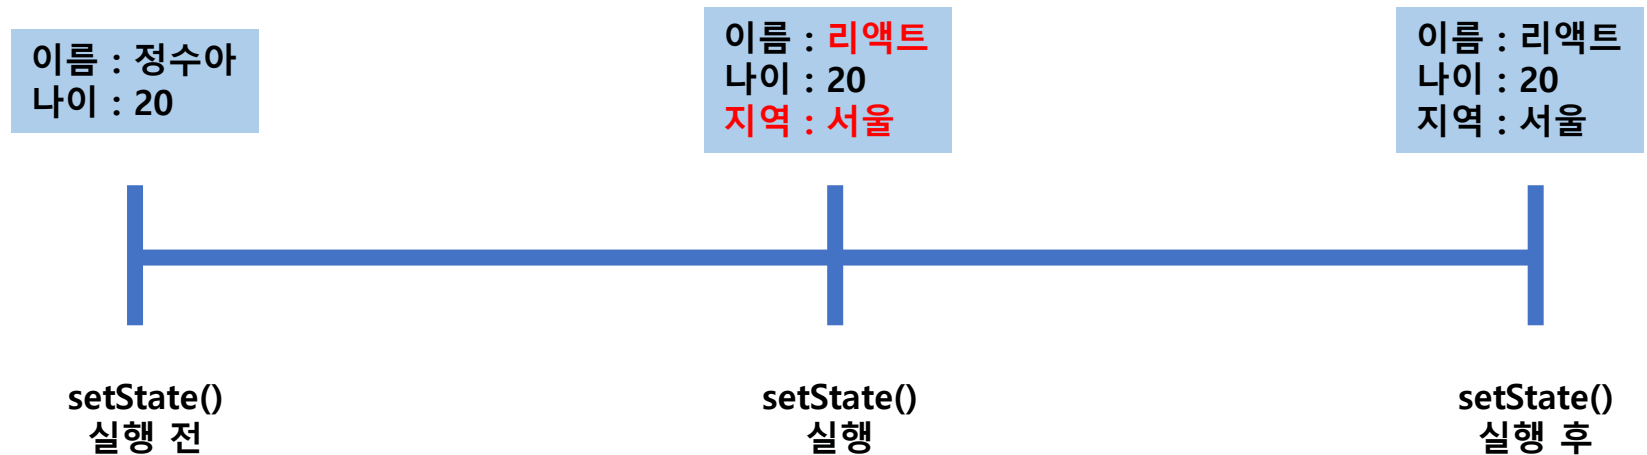 이름 : 정수아
나이 : 20
이름 : 리액트
나이 : 20
지역 : 서울
이름 : 리액트
나이 : 20
지역 : 서울
setState()
실행 전
setState()
실행
setState()
실행 후